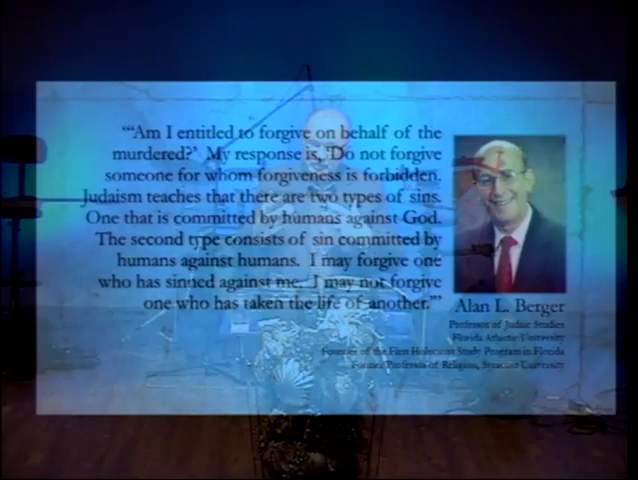 “‘Am I entitled to forgive on behalf of the
murdered?’ My response is, ‘Do not forgive
someone for whom forgiveness is forbidden.
Judaism teaches that there are two types of sins.
One that is committed by humans against God.
The second type consists of sin committed by
humans against humans. I may forgive one
who has sinned against me. I may not forgive
one who has taken the life of another.’”
Alan L. Berger
Professor of Judaic Studies
Florida Atlantic University
Founder of the First Holocaust Study Program in Florida
Former Professor of Religion, Syracuse University